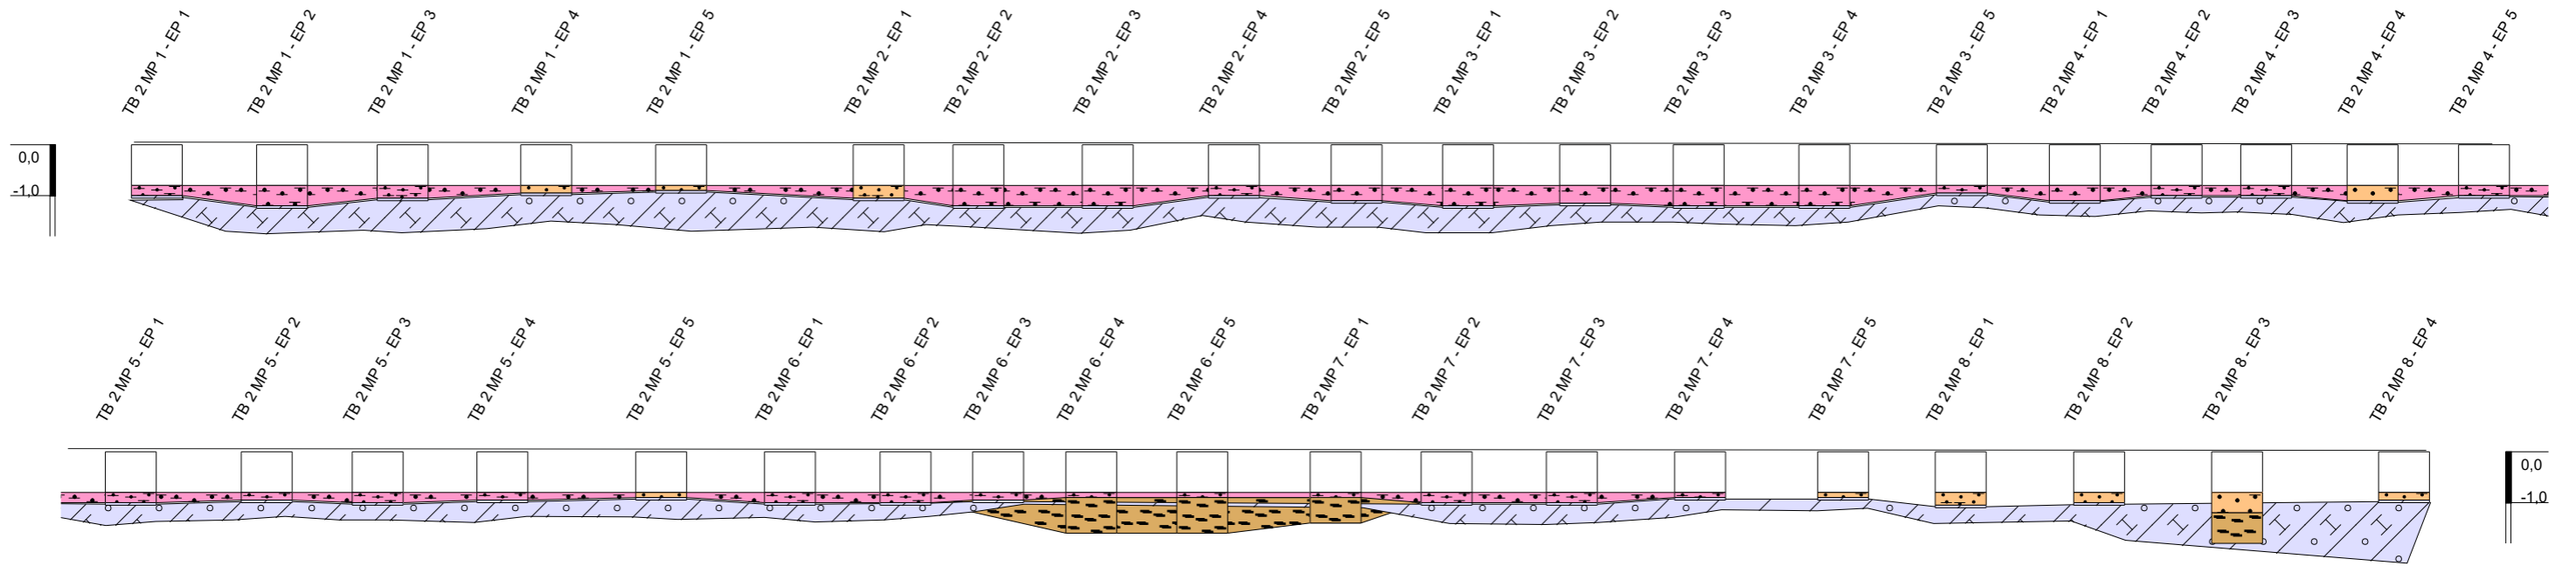 TB 2 MP 1 - EP 1
TB 2 MP 1 - EP 2
TB 2 MP 1 - EP 3
TB 2 MP 1 - EP 4
TB 2 MP 1 - EP 5
TB 2 MP 2 - EP 1
TB 2 MP 2 - EP 2
TB 2 MP 2 - EP 3
TB 2 MP 2 - EP 4
TB 2 MP 2 - EP 5
TB 2 MP 3 - EP 1
TB 2 MP 3 - EP 2
TB 2 MP 3 - EP 3
TB 2 MP 3 - EP 4
TB 2 MP 3 - EP 5
TB 2 MP 4 - EP 1
TB 2 MP 4 - EP 2
TB 2 MP 4 - EP 3
TB 2 MP 4 - EP 4
TB 2 MP 4 - EP 5
0,0
-1,0
TB 2 MP 5 - EP 1
TB 2 MP 5 - EP 2
TB 2 MP 5 - EP 3
TB 2 MP 5 - EP 4
TB 2 MP 5 - EP 5
TB 2 MP 6 - EP 1
TB 2 MP 6 - EP 2
TB 2 MP 6 - EP 3
TB 2 MP 6 - EP 4
TB 2 MP 6 - EP 5
TB 2 MP 7 - EP 1
TB 2 MP 7 - EP 2
TB 2 MP 7 - EP 3
TB 2 MP 7 - EP 4
TB 2 MP 7 - EP 5
TB 2 MP 8 - EP 1
TB 2 MP 8 - EP 2
TB 2 MP 8 - EP 3
TB 2 MP 8 - EP 4
0,0
-1,0